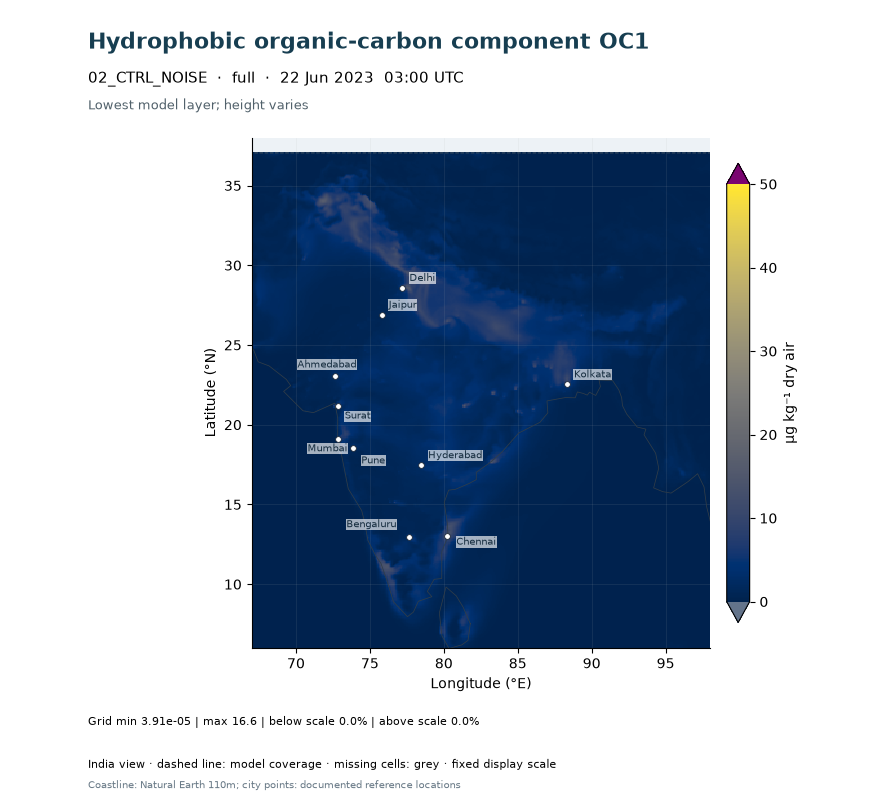 Hydrophobic organic-carbon component OC1
02_CTRL_NOISE · full · 22 Jun 2023 03:00 UTC
Lowest model layer; height varies
35
30
25
20
15
10
Latitude (°N)
70
75
80
85
90
95
Longitude (°E)
Delhi
Jaipur
Ahmedabad
Kolkata
Surat
Mumbai
Pune
Hyderabad
Bengaluru
Chennai
50
40
30
20
10
0
µg kg⁻¹ dry air
Grid min 3.91e-05 | max 16.6 | below scale 0.0% | above scale 0.0%
India view · dashed line: model coverage · missing cells: grey · fixed display scale
Coastline: Natural Earth 110m; city points: documented reference locations